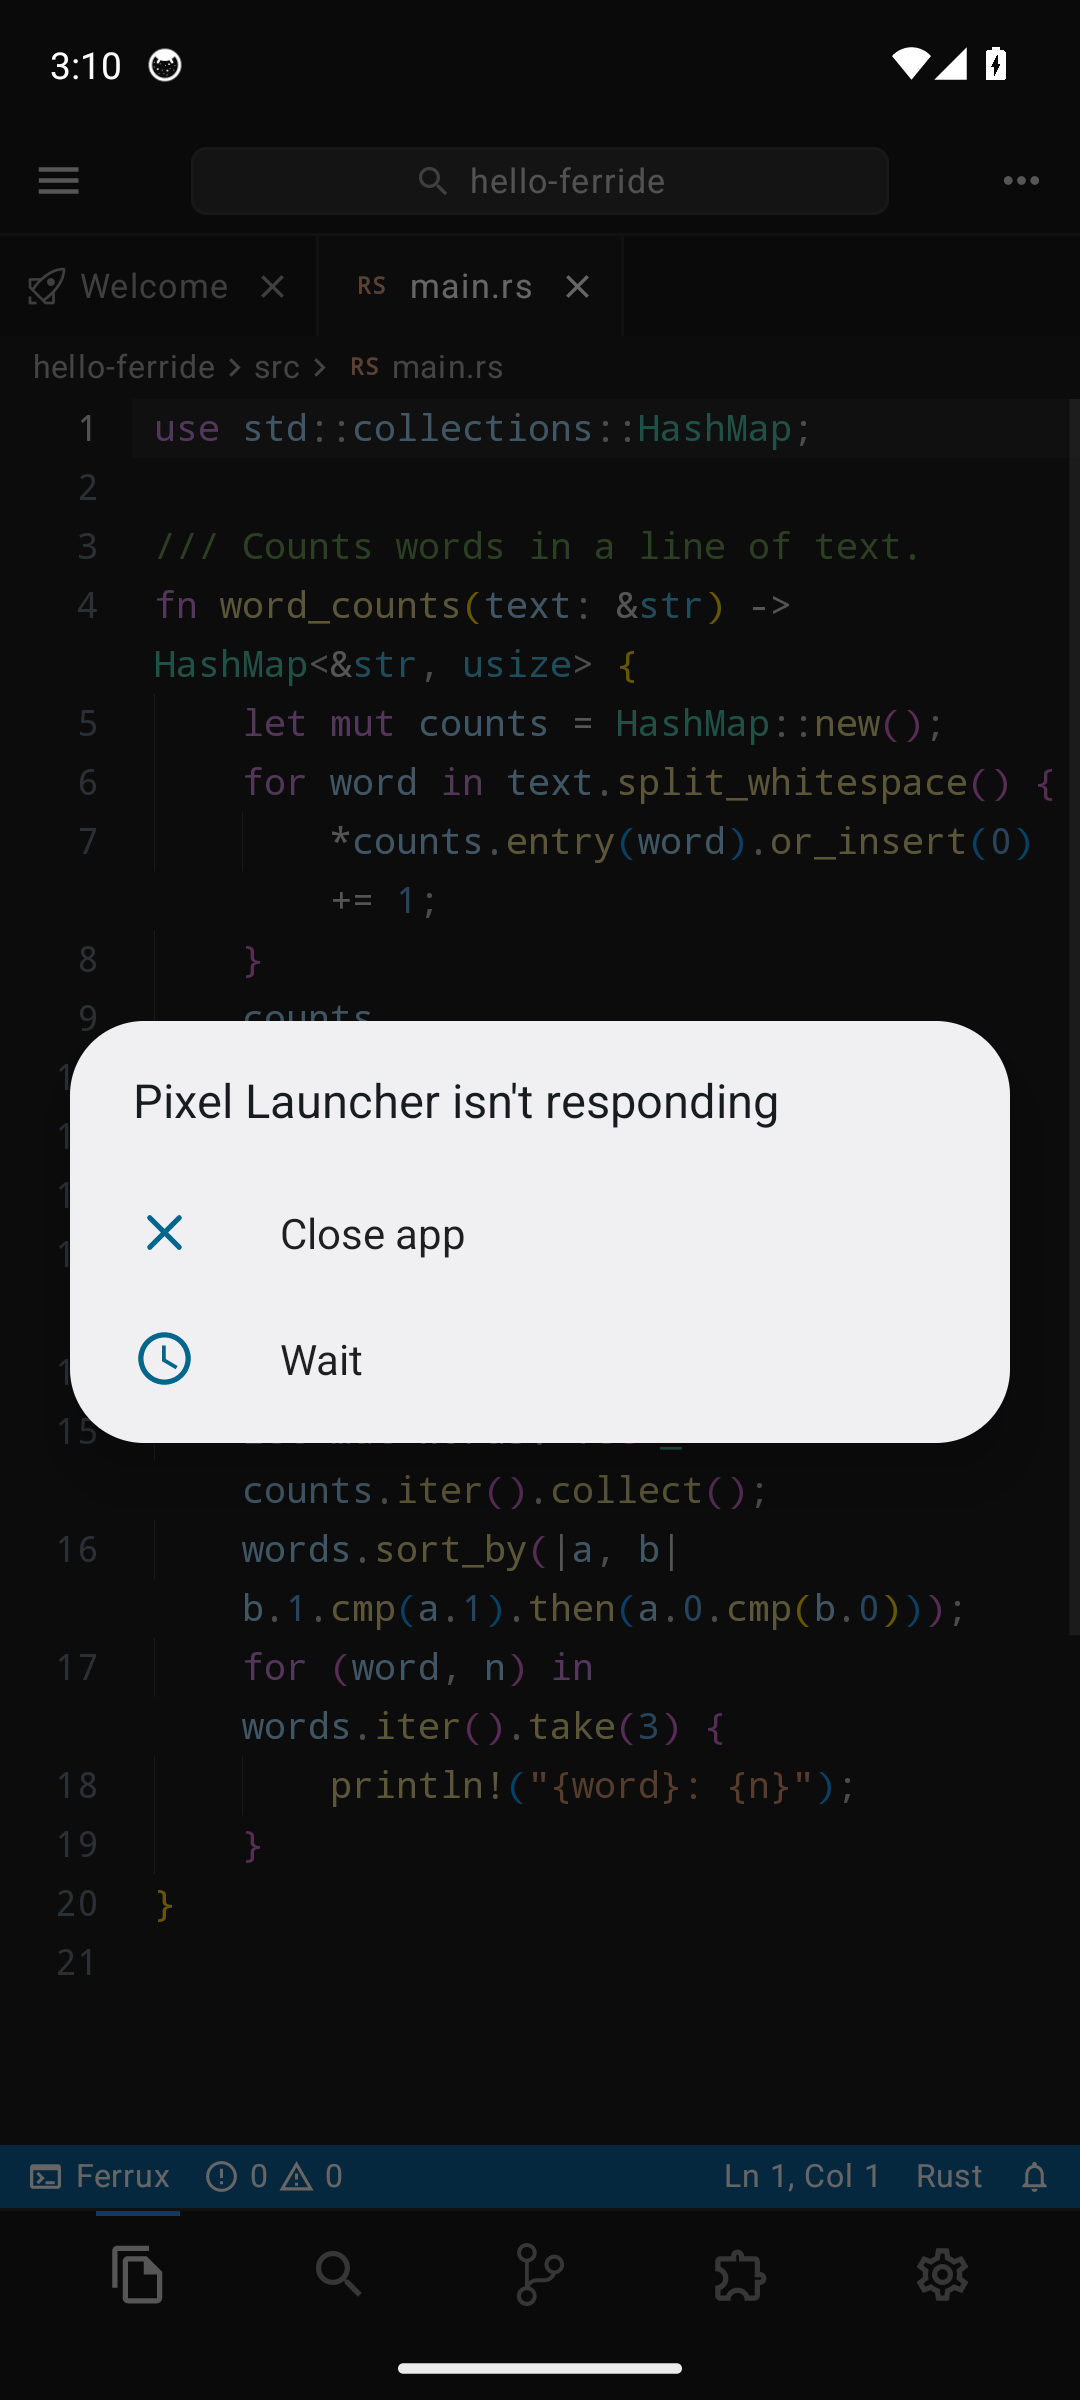 3:10
hello-ferride
Welcome
RS main.rs
hello-ferride > src > RS main.rs
1 use std::collections::HashMap;
2
3 /// Counts words in a line of text.
4 fn word_counts(text: &str) ->
HashMap<&str, usize> {
5 let mut counts = HashMap::new();
6 for word in text.split_whitespace() {
7 *counts.entry(word).or_insert(0)
+= 1;
8 }
9 counts
Pixel Launcher isn't responding
Close app
Wait
15
counts.iter().collect();
16 words.sort_by(|a, b|
b.1.cmp(a.1).then(a.0.cmp(b.0)));
17 for (word, n) in
words.iter().take(3) {
18 println!("{word}: {n}");
19 }
20 }
21
Ferrux 0 0 Ln 1, Col 1 Rust